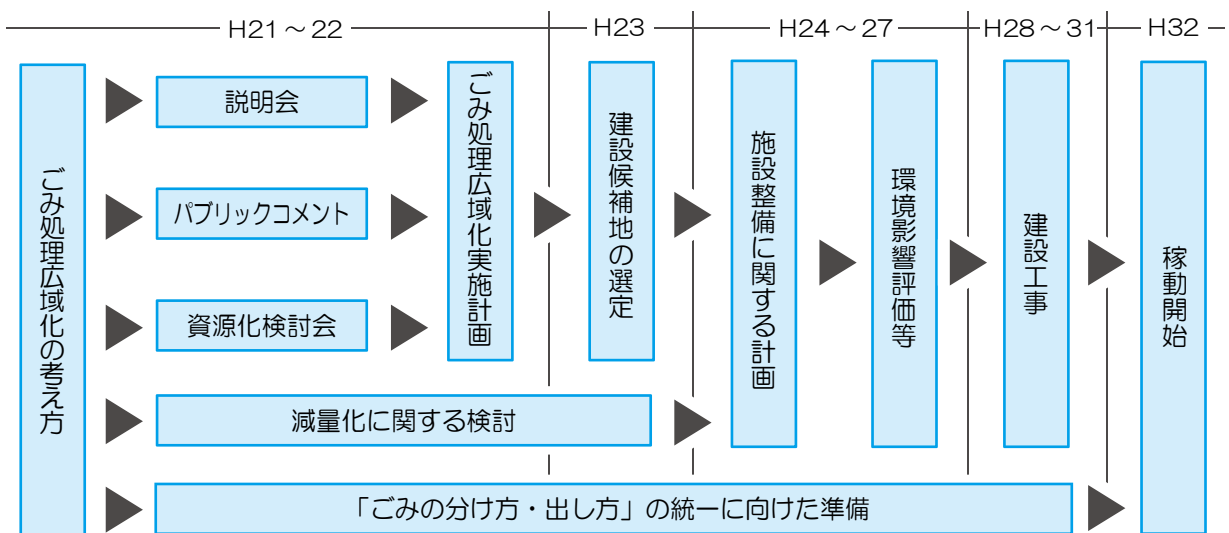 H21～22
H23
H24～27
H28～31
H32
ごみ処理広域化の考え方
説明会
パブリックコメント
資源化検討会
ごみ処理広域化実施計画
建設候補地の選定
減量化に関する検討
施設整備に関する計画
環境影響評価等
建設工事
「ごみの分け方・出し方」の統一に向けた準備
稼動開始